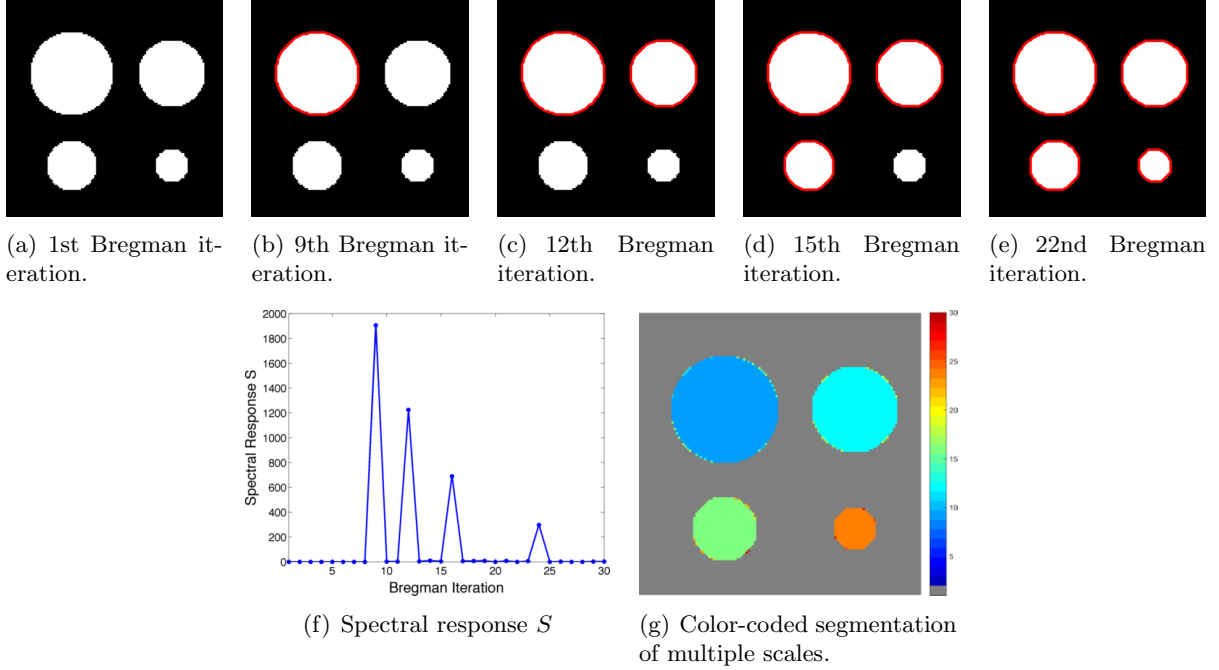 (a) 1st Bregman it-
eration.
(b) 9th Bregman it-
eration.
(c) 12th Bregman
iteration.
(d) 15th Bregman
iteration.
(e) 22nd Bregman
iteration.
2000
1800
1600
1400
1200
1000
800
600
400
200
0
Spectral Response S
5
10
15
20
25
30
Bregman Iteration
(f) Spectral response S
30
25
20
15
10
5
(g) Color-coded segmentation
of multiple scales.